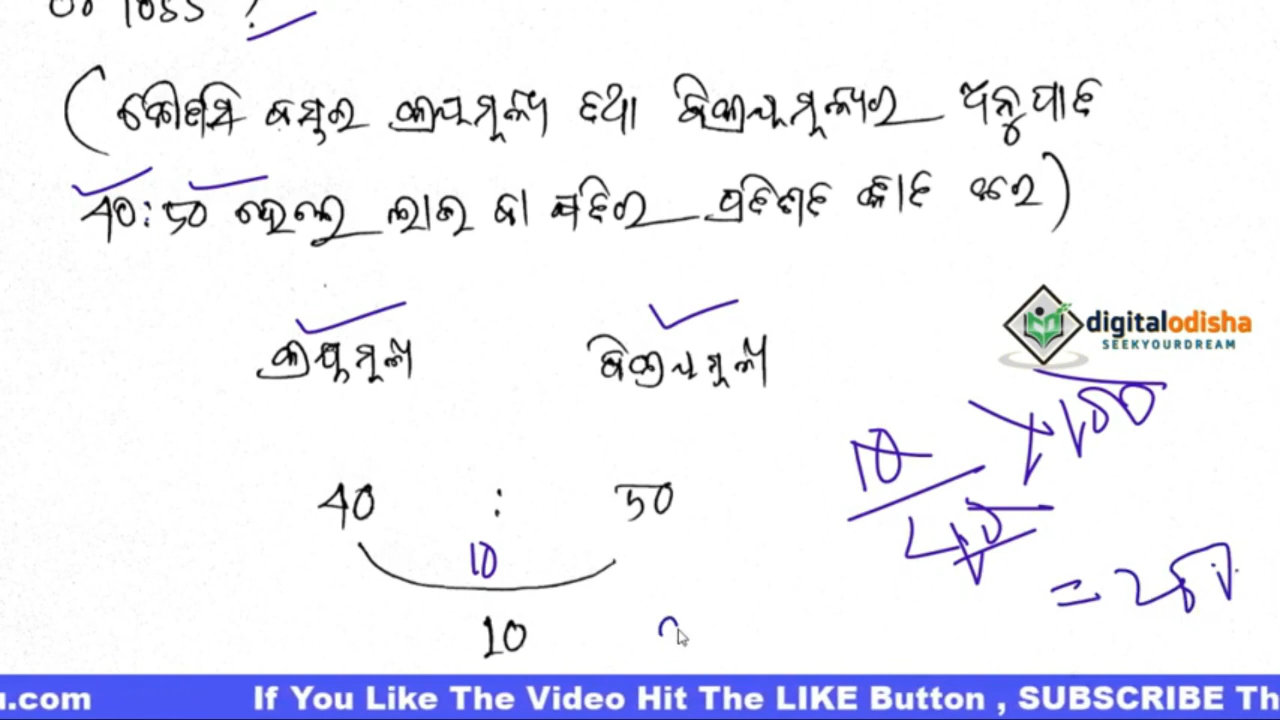 or loss ?
(କୌଣସି ବସ୍ତୁର କ୍ରୟମୂଲ୍ୟ ତଥା ବିକ୍ରୟମୂଲ୍ୟର ଅନୁପାତ
40:50 ହେଲେ ଲାଭ ବା କ୍ଷତିର ପ୍ରତିଶତ ସ୍ଥିର କର)
କ୍ରୟମୂଲ୍ୟ ବିକ୍ରୟମୂଲ୍ୟ
digitalodisha
SEEKYOURDREAM
10/40 × 100
40 : 50
10
= 25%
10
u.com If You Like The Video Hit The LIKE Button , SUBSCRIBE Th